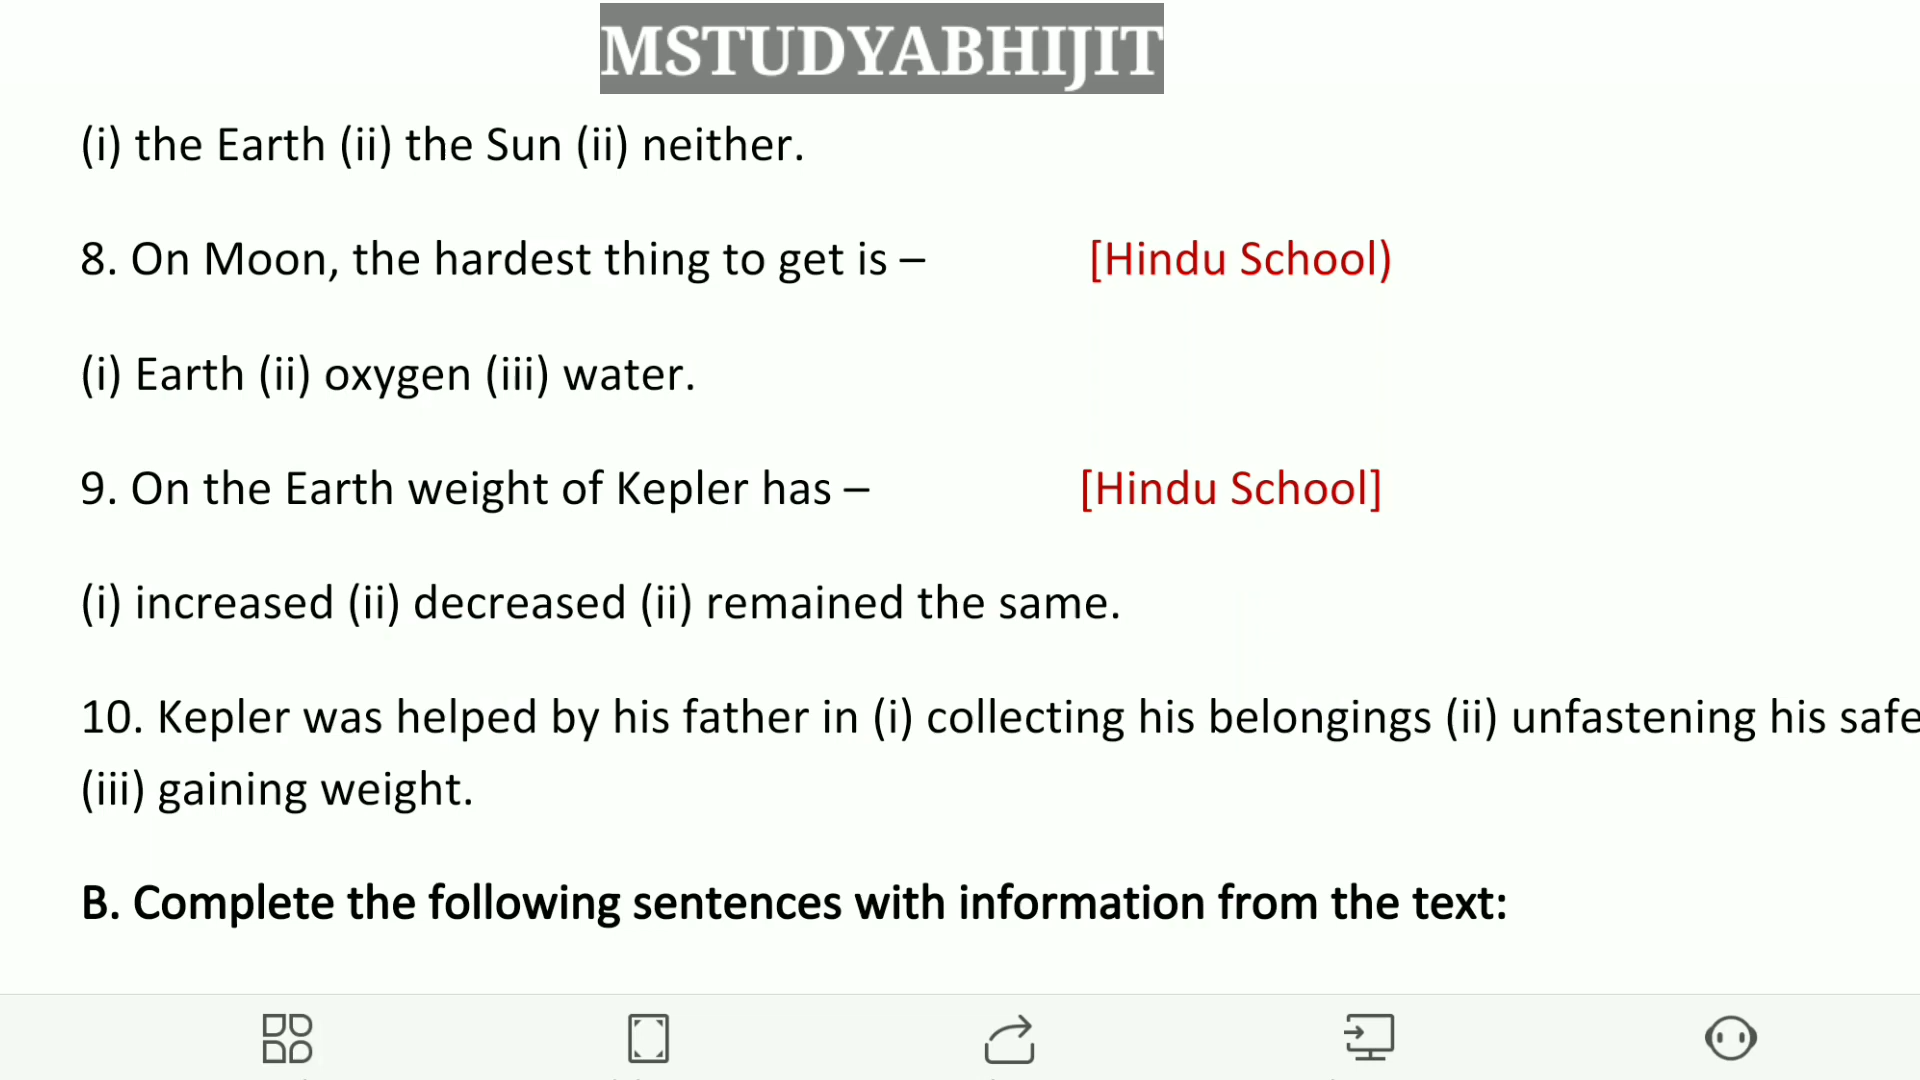 MSTUDYABHIJIT
(i) the Earth (ii) the Sun (ii) neither.
8. On Moon, the hardest thing to get is – [Hindu School)
(i) Earth (ii) oxygen (iii) water.
9. On the Earth weight of Kepler has – [Hindu School]
(i) increased (ii) decreased (ii) remained the same.
10. Kepler was helped by his father in (i) collecting his belongings (ii) unfastening his safe
(iii) gaining weight.
B. Complete the following sentences with information from the text: